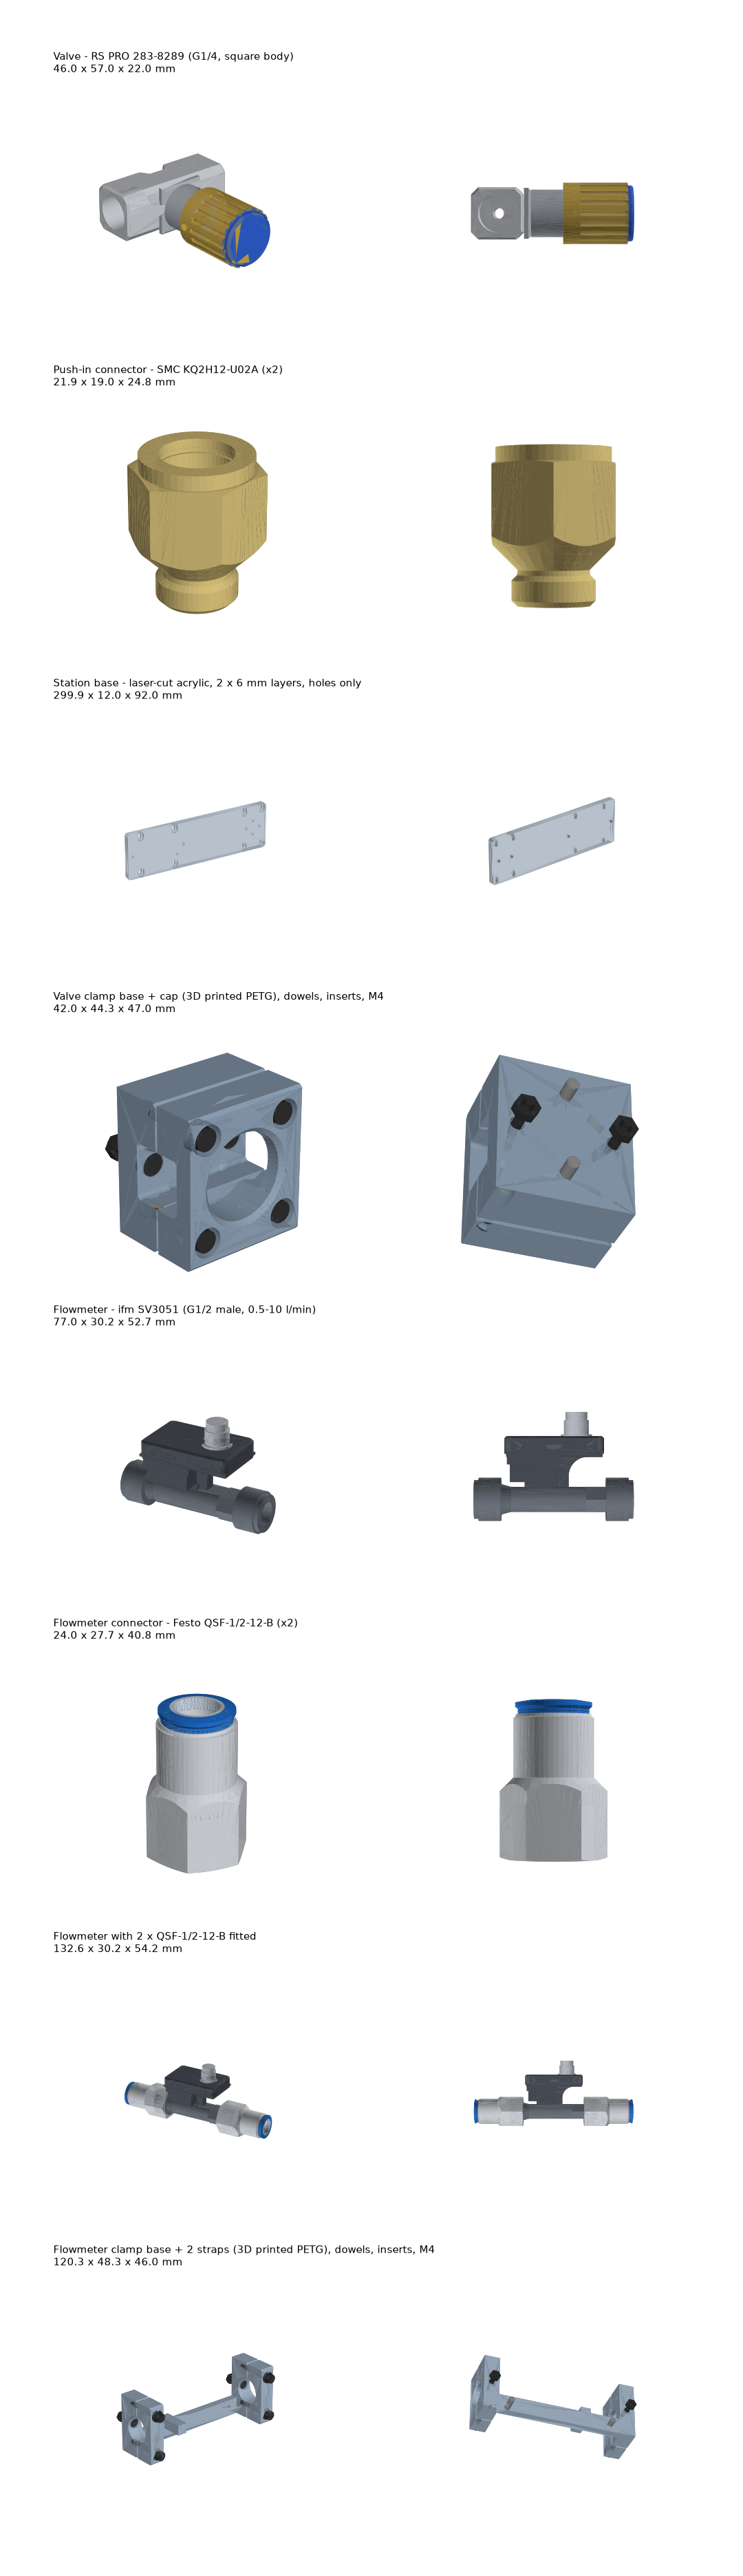 Valve - RS PRO 283-8289 (G1/4, square body)
46.0 x 57.0 x 22.0 mm
Push-in connector - SMC KQ2H12-U02A (x2)
21.9 x 19.0 x 24.8 mm
Station base - laser-cut acrylic, 2 x 6 mm layers, holes only
299.9 x 12.0 x 92.0 mm
Valve clamp base + cap (3D printed PETG), dowels, inserts, M4
42.0 x 44.3 x 47.0 mm
Flowmeter - ifm SV3051 (G1/2 male, 0.5-10 l/min)
77.0 x 30.2 x 52.7 mm
Flowmeter connector - Festo QSF-1/2-12-B (x2)
24.0 x 27.7 x 40.8 mm
Flowmeter with 2 x QSF-1/2-12-B fitted
132.6 x 30.2 x 54.2 mm
Flowmeter clamp base + 2 straps (3D printed PETG), dowels, inserts, M4
120.3 x 48.3 x 46.0 mm